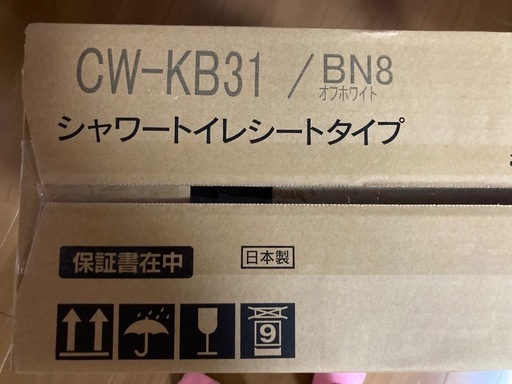 CW-KB31 / BN8
オフホワイト
シャワートイレシートタイプ
保証書在中
日本製
9